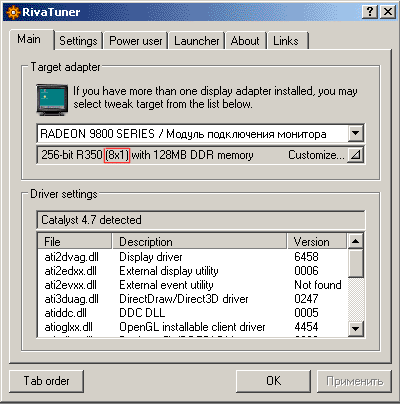 RivaTuner
Main Settings Power user Launcher About Links
Target adapter
If you have more than one display adapter installed, you may
select tweak target from the list below.
RADEON 9800 SERIES / Модуль подключения монитора
256-bit R350 (8x1) with 128MB DDR memory Customize...
Driver settings
Catalyst 4.7 detected
File Description Version
ati2dvag.dll Display driver 6458
ati2edxx.dll External display utility 0006
ati2evxx.dll External event utility Not found
ati3duag.dll DirectDraw/Direct3D driver 0247
atiddc.dll DDC DLL 0005
atioglxx.dll OpenGL installable client driver 4454
Tab order OK Применить